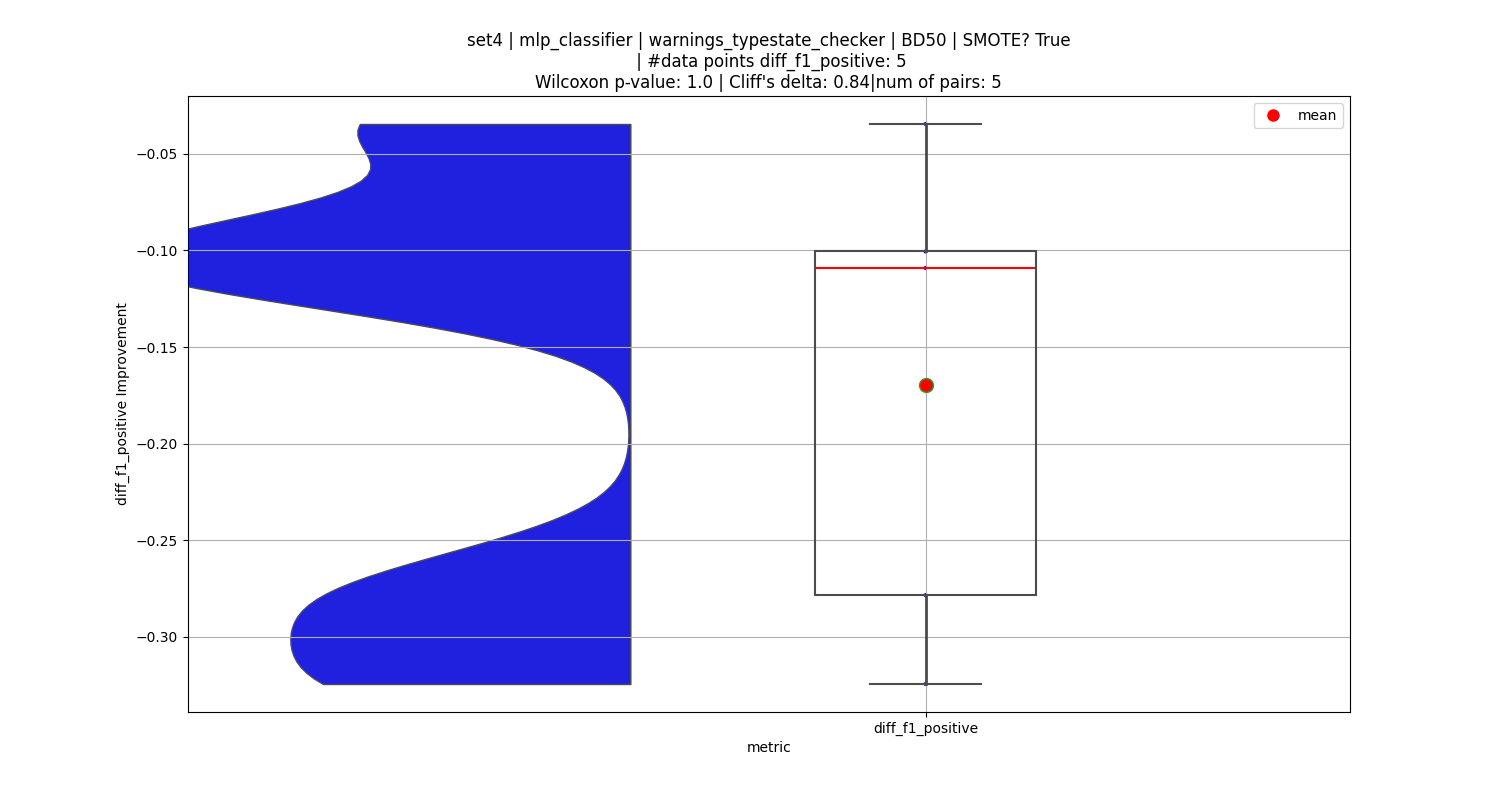 set4 | mlp_classifier | warnings_typestate_checker | BD50 | SMOTE? True
| #data points diff_f1_positive: 5
Wilcoxon p-value: 1.0 | Cliff's delta: 0.84|num of pairs: 5
mean
−0.05
−0.10
−0.15
−0.20
−0.25
−0.30
diff_f1_positive Improvement
diff_f1_positive
metric